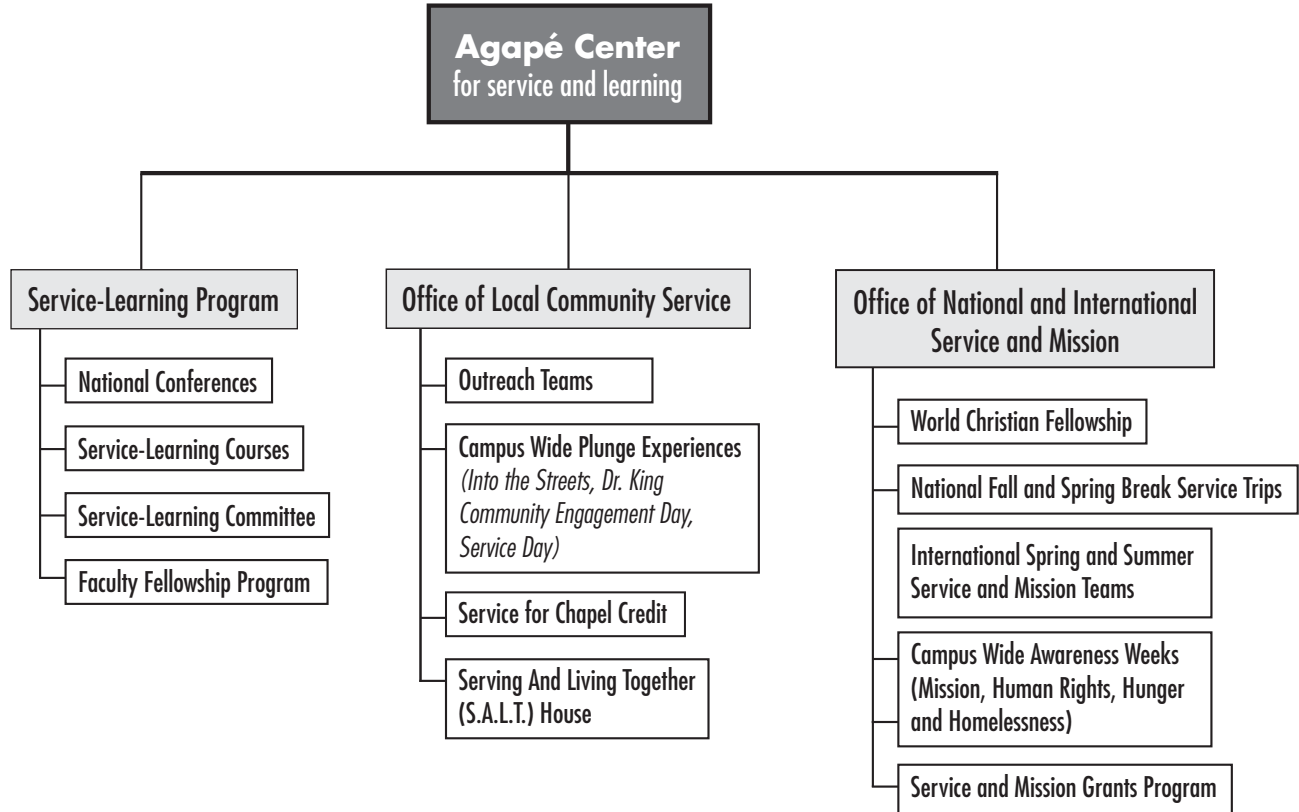 Agapé Center
for service and learning
Service-Learning Program
National Conferences
Service-Learning Courses
Service-Learning Committee
Faculty Fellowship Program
Office of Local Community Service
Outreach Teams
Campus Wide Plunge Experiences
(Into the Streets, Dr. King
Community Engagement Day,
Service Day)
Service for Chapel Credit
Serving And Living Together
(S.A.L.T.) House
Office of National and International
Service and Mission
World Christian Fellowship
National Fall and Spring Break Service Trips
International Spring and Summer
Service and Mission Teams
Campus Wide Awareness Weeks
(Mission, Human Rights, Hunger
and Homelessness)
Service and Mission Grants Program